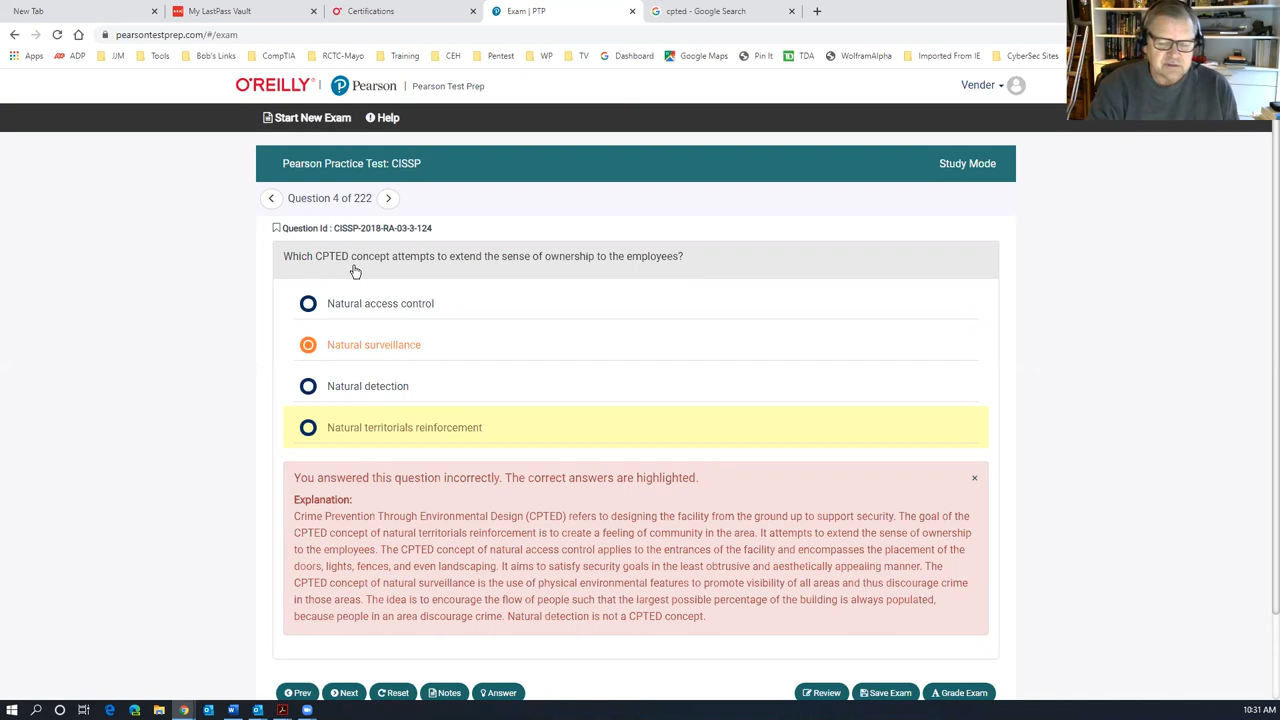 New Tab
My LastPass Vault
Certifications
Exam | PTP
cpted - Google Search
pearsontestprep.com/#/exam
Apps
ADP
JJM
Tools
Bob's Links
CompTIA
RCTC-Mayo
Training
CEH
Pentest
WP
TV
Dashboard
Google Maps
Pin It
TDA
WolframAlpha
Imported From IE
CyberSec Sites
O'REILLY
Pearson
Pearson Test Prep
Vender
Start New Exam
Help
Pearson Practice Test: CISSP
Study Mode
Question 4 of 222
Question Id : CISSP-2018-RA-03-3-124
Which CPTED concept attempts to extend the sense of ownership to the employees?
Natural access control
Natural surveillance
Natural detection
Natural territorials reinforcement
You answered this question incorrectly. The correct answers are highlighted.
Explanation:
Crime Prevention Through Environmental Design (CPTED) refers to designing the facility from the ground up to support security. The goal of the
CPTED concept of natural territorials reinforcement is to create a feeling of community in the area. It attempts to extend the sense of ownership
to the employees. The CPTED concept of natural access control applies to the entrances of the facility and encompasses the placement of the
doors, lights, fences, and even landscaping. It aims to satisfy security goals in the least obtrusive and aesthetically appealing manner. The
CPTED concept of natural surveillance is the use of physical environmental features to promote visibility of all areas and thus discourage crime
in those areas. The idea is to encourage the flow of people such that the largest possible percentage of the building is always populated,
because people in an area discourage crime. Natural detection is not a CPTED concept.
Prev
Next
Reset
Notes
Answer
Review
Save Exam
Grade Exam
10:31 AM